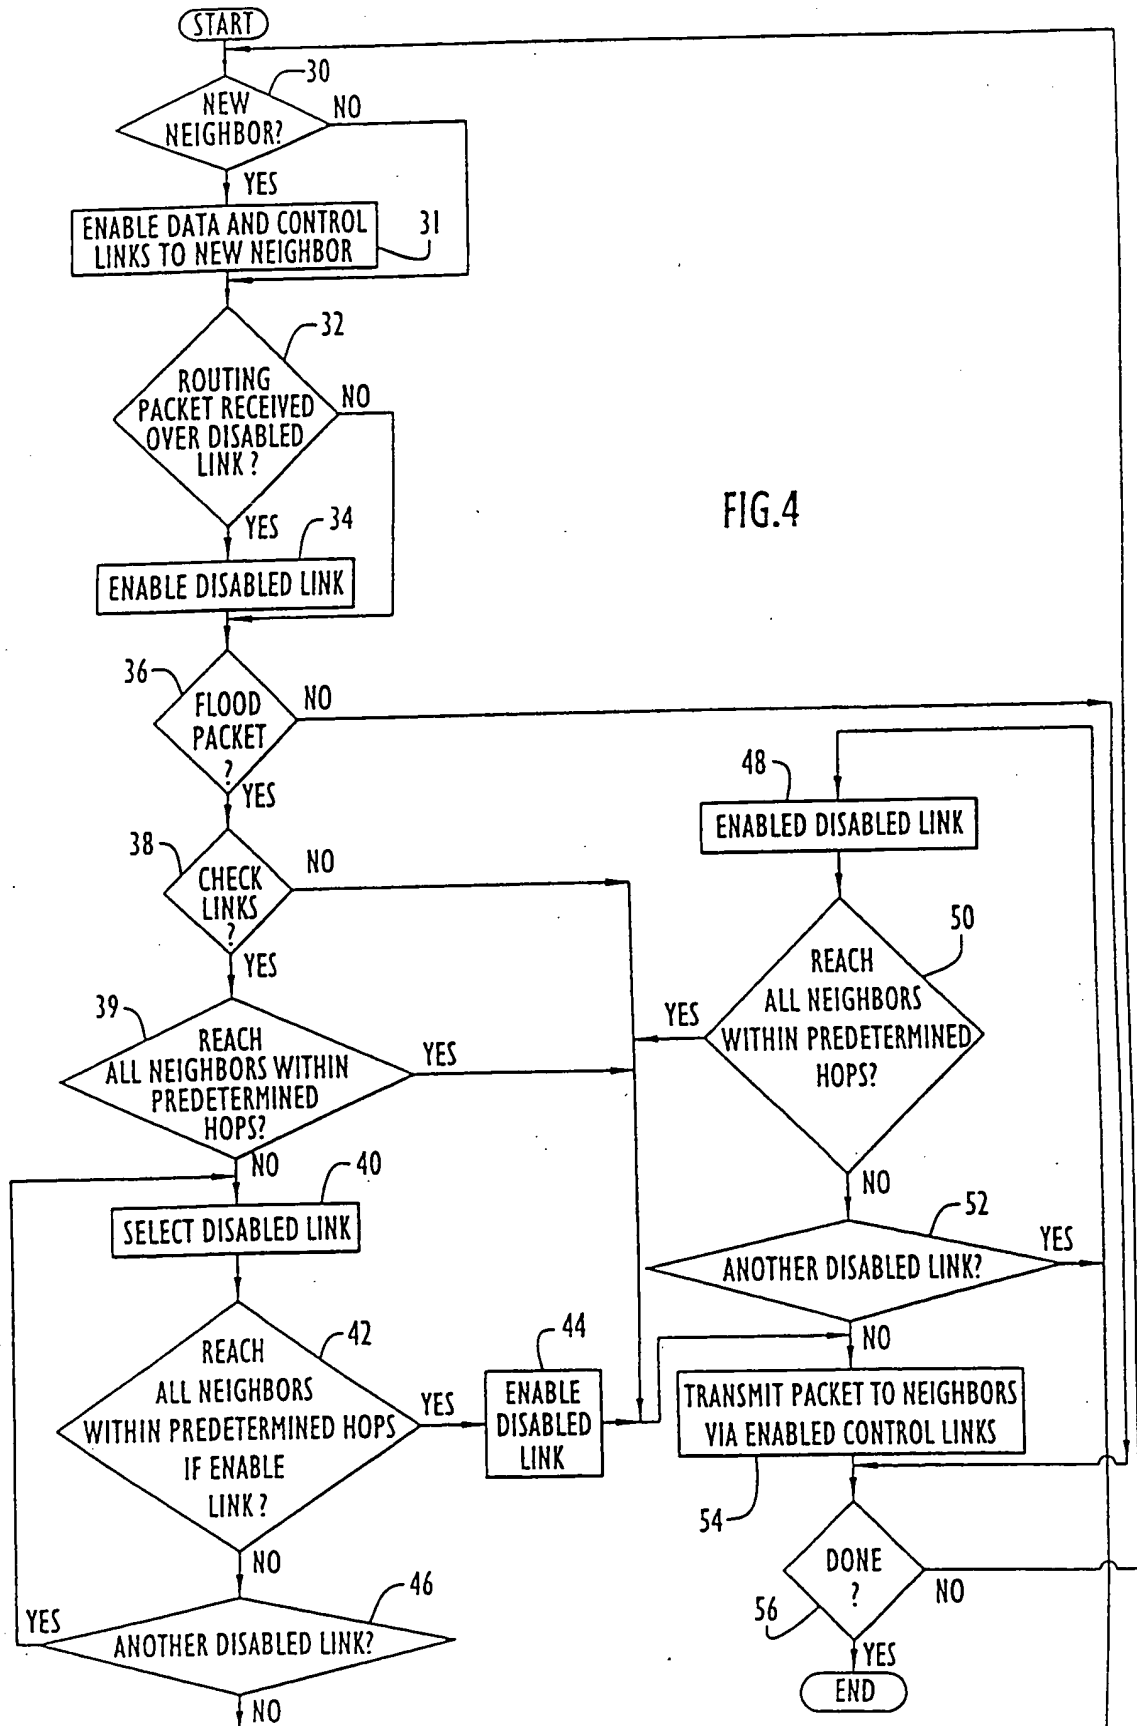 START
30
NEW
NEIGHBOR?
NO
YES
ENABLE DATA AND CONTROL
LINKS TO NEW NEIGHBOR
31
32
ROUTING
PACKET RECEIVED
OVER DISABLED
LINK ?
NO
YES
34
ENABLE DISABLED LINK
FIG.4
36
FLOOD
PACKET
?
NO
YES
38
CHECK
LINKS
?
NO
YES
39
REACH
ALL NEIGHBORS WITHIN
PREDETERMINED
HOPS?
YES
NO
40
SELECT DISABLED LINK
42
REACH
ALL NEIGHBORS
WITHIN PREDETERMINED HOPS
IF ENABLE
LINK ?
YES
NO
44
ENABLE
DISABLED
LINK
46
YES
ANOTHER DISABLED LINK?
NO
48
ENABLED DISABLED LINK
50
REACH
ALL NEIGHBORS
WITHIN PREDETERMINED
HOPS?
YES
NO
52
ANOTHER DISABLED LINK?
YES
NO
TRANSMIT PACKET TO NEIGHBORS
VIA ENABLED CONTROL LINKS
54
DONE
?
56
NO
YES
END